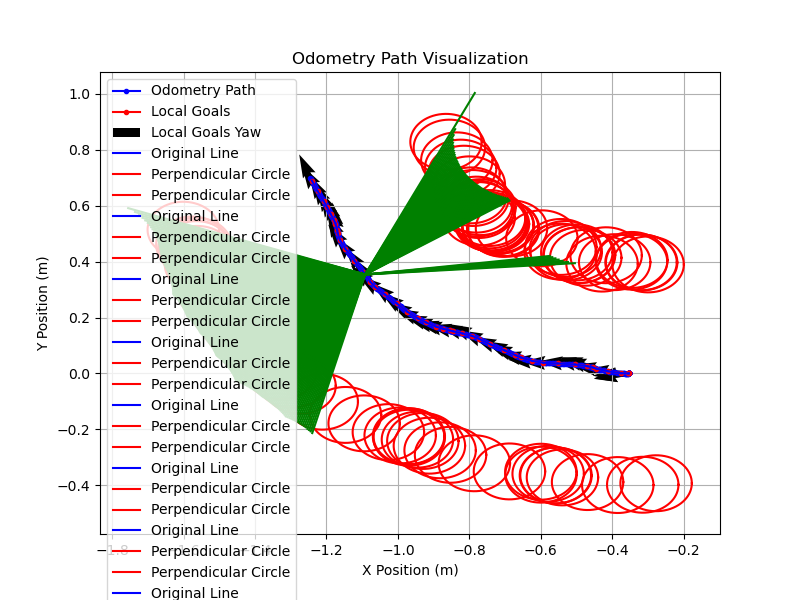 Odometry Path Visualization
Y Position (m)
1.0
0.8
0.6
0.4
0.2
0.0
−0.2
−0.4
Odometry Path
Local Goals
Local Goals Yaw
Original Line
Perpendicular Circle
Perpendicular Circle
Original Line
Perpendicular Circle
Perpendicular Circle
Original Line
Perpendicular Circle
Perpendicular Circle
Original Line
Perpendicular Circle
Perpendicular Circle
Original Line
Perpendicular Circle
Perpendicular Circle
Original Line
Perpendicular Circle
Perpendicular Circle
Original Line
Perpendicular Circle
Perpendicular Circle
Original Line
−1.8 −1.2 −1.0 −0.8 −0.6 −0.4 −0.2
X Position (m)